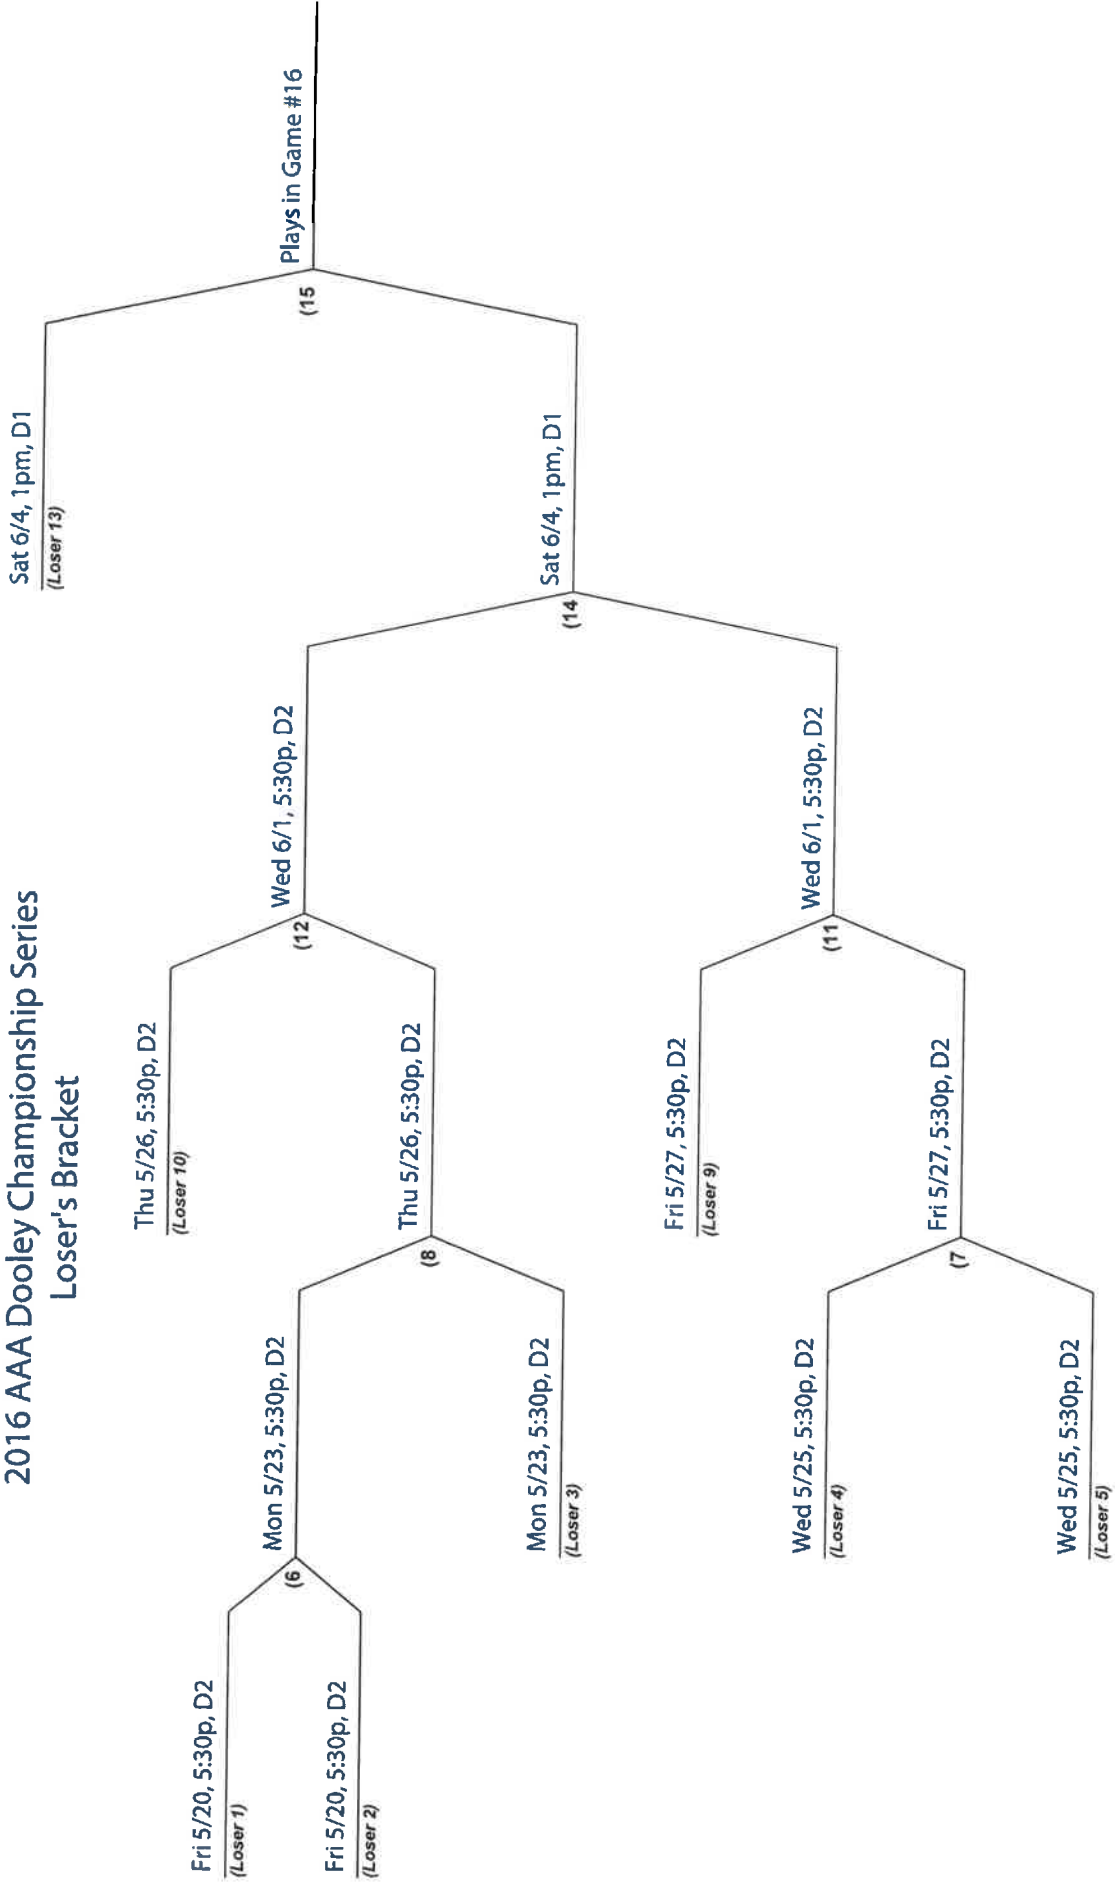 2016 AAA Dooley Championship Series
Loser's Bracket
Sat 6/4, 1pm, D1
(Loser 13)
(15
Plays in Game #16
Thu 5/26, 5:30p, D2
(Loser 10)
(12
Wed 6/1, 5:30p, D2
Fri 5/20, 5:30p, D2
(Loser 1)
(6
Mon 5/23, 5:30p, D2
Fri 5/20, 5:30p, D2
(Loser 2)
(8
Thu 5/26, 5:30p, D2
Mon 5/23, 5:30p, D2
(Loser 3)
(14
Sat 6/4, 1pm, D1
Fri 5/27, 5:30p, D2
(Loser 9)
(11
Wed 6/1, 5:30p, D2
Wed 5/25, 5:30p, D2
(Loser 4)
(7
Fri 5/27, 5:30p, D2
Wed 5/25, 5:30p, D2
(Loser 5)